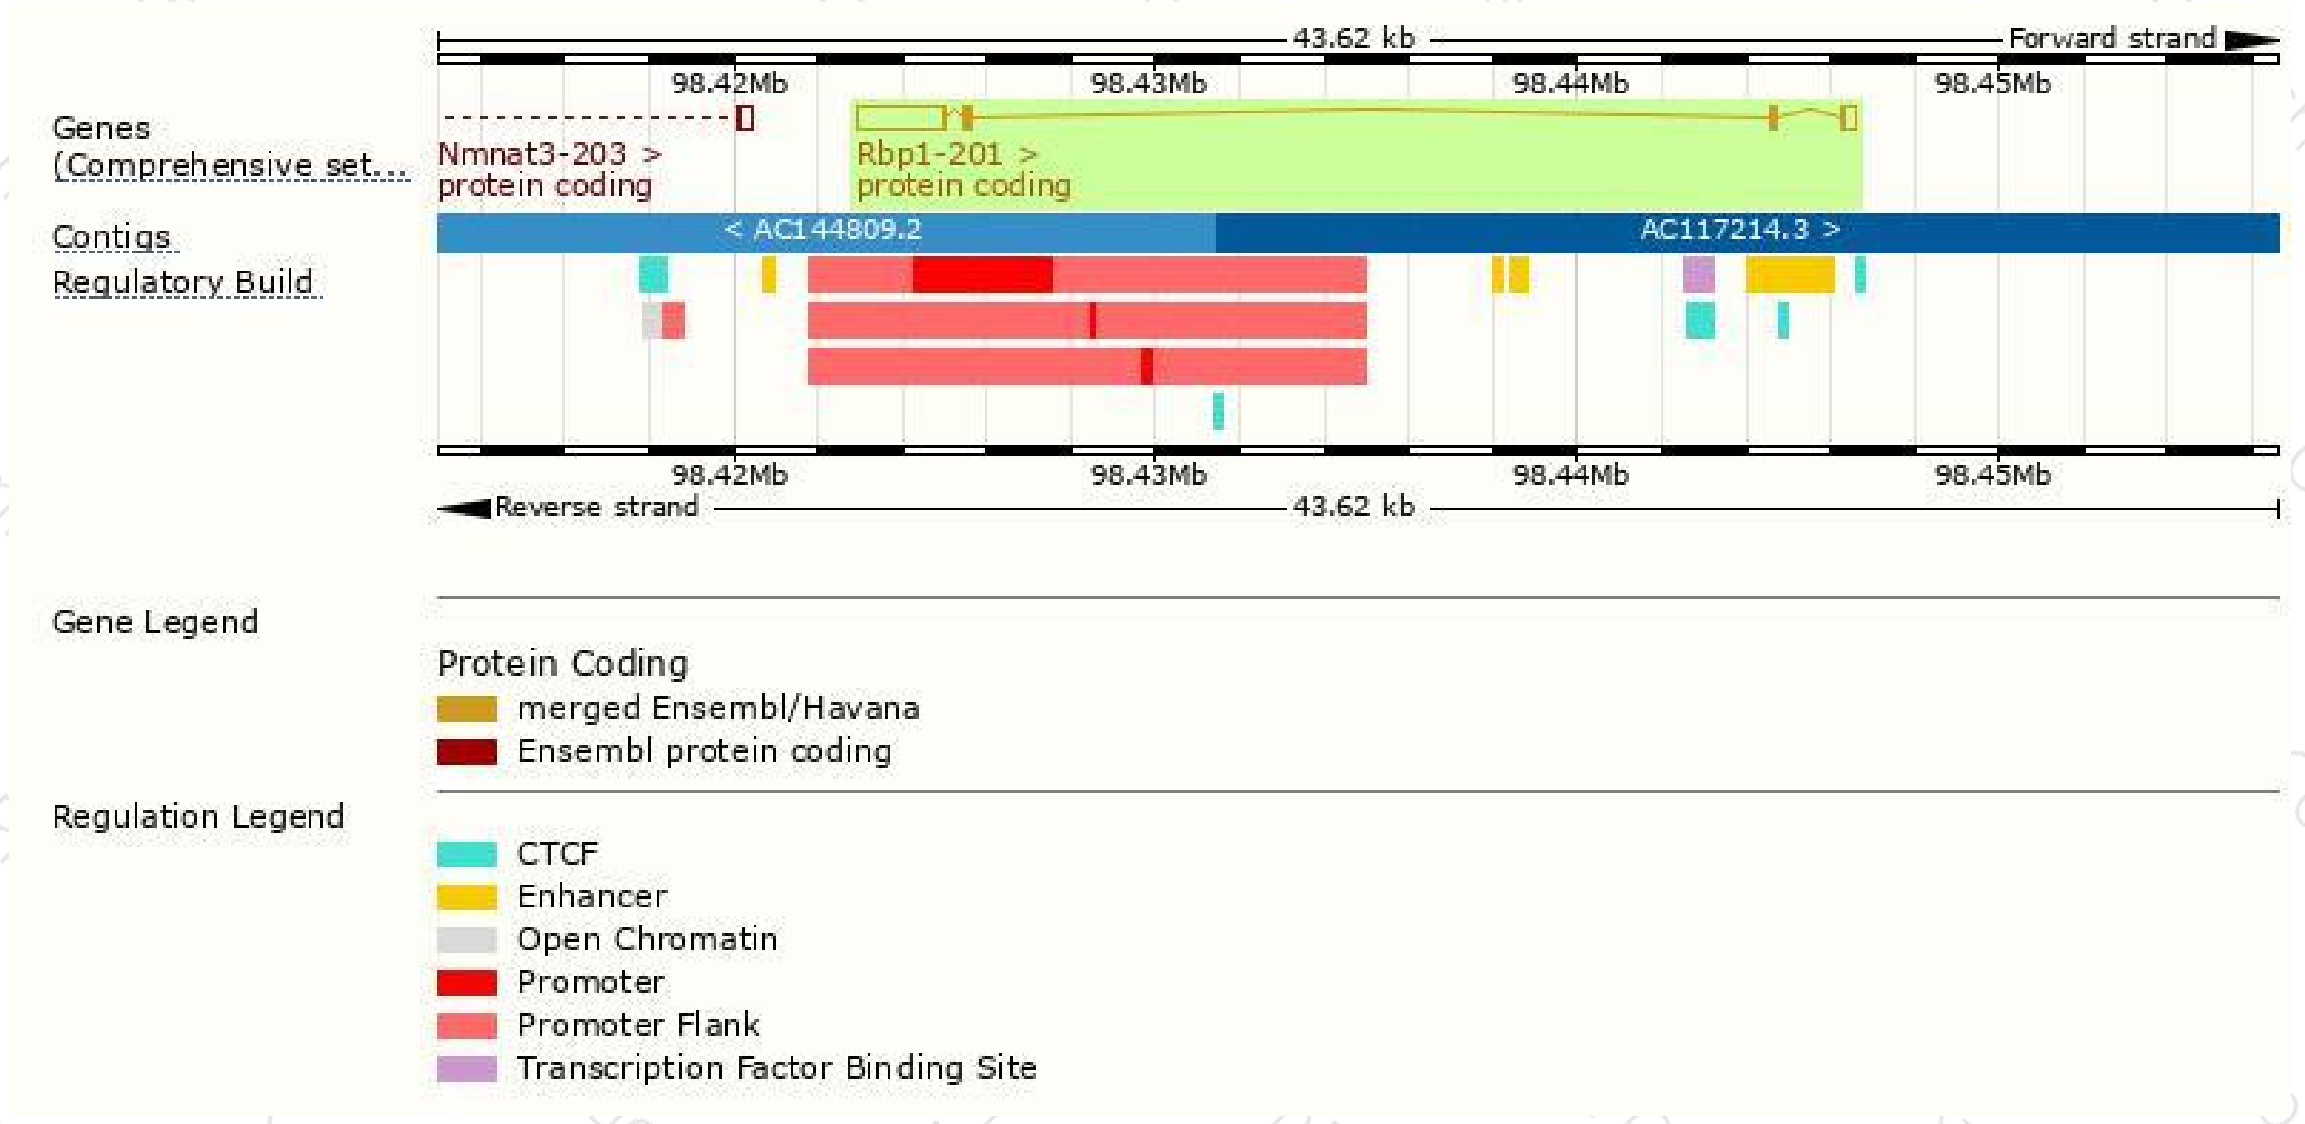 43.62 kb Forward strand
98.42Mb 98.43Mb 98.44Mb 98.45Mb
Genes
(Comprehensive set...
Nmnat3-203 >
protein coding
Rbp1-201 >
protein coding
Contigs
< AC144809.2 AC117214.3 >
Regulatory Build
98.42Mb 98.43Mb 98.44Mb 98.45Mb
Reverse strand 43.62 kb
Gene Legend
Protein Coding
merged Ensembl/Havana
Ensembl protein coding
Regulation Legend
CTCF
Enhancer
Open Chromatin
Promoter
Promoter Flank
Transcription Factor Binding Site